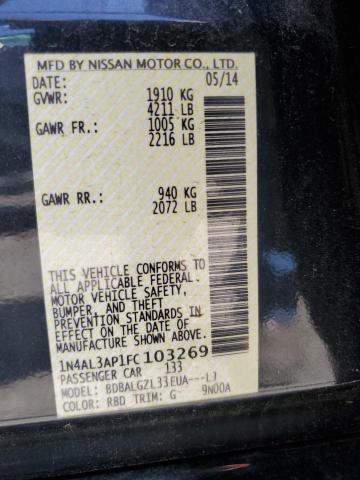 MFD BY NISSAN MOTOR CO., LTD.
DATE: 05/14
GVWR: 1910 KG
4211 LB
GAWR FR.: 1005 KG
2216 LB
GAWR RR.: 940 KG
2072 LB
THIS VEHICLE CONFORMS TO
ALL APPLICABLE FEDERAL
MOTOR VEHICLE SAFETY,
BUMPER, AND THEFT
PREVENTION STANDARDS IN
EFFECT ON THE DATE OF
MANUFACTURE SHOWN ABOVE.
1N4AL3AP1FC103269
PASSENGER CAR 133
MODEL: BDBALGZL33EUA---LJ
COLOR: RBD TRIM: G 9N00A